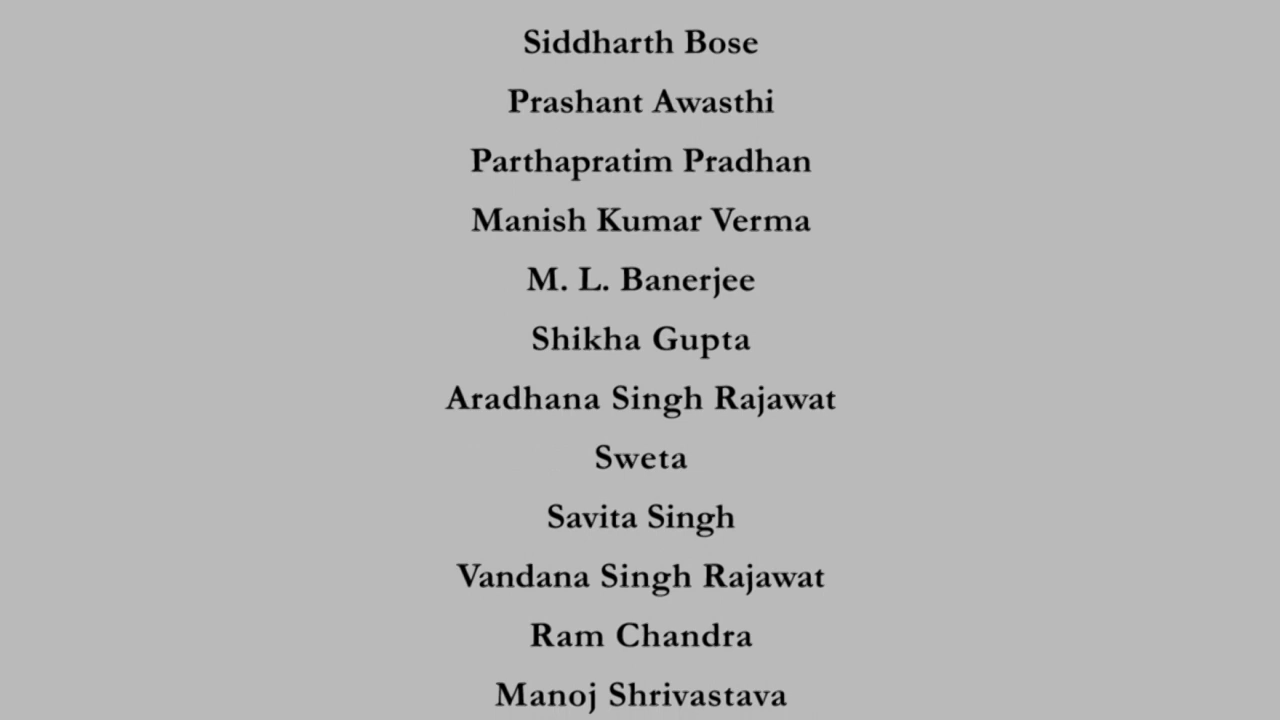 Siddharth Bose
Prashant Awasthi
Parthapratim Pradhan
Manish Kumar Verma
M. L. Banerjee
Shikha Gupta
Aradhana Singh Rajawat
Sweta
Savita Singh
Vandana Singh Rajawat
Ram Chandra
Manoj Shrivastava